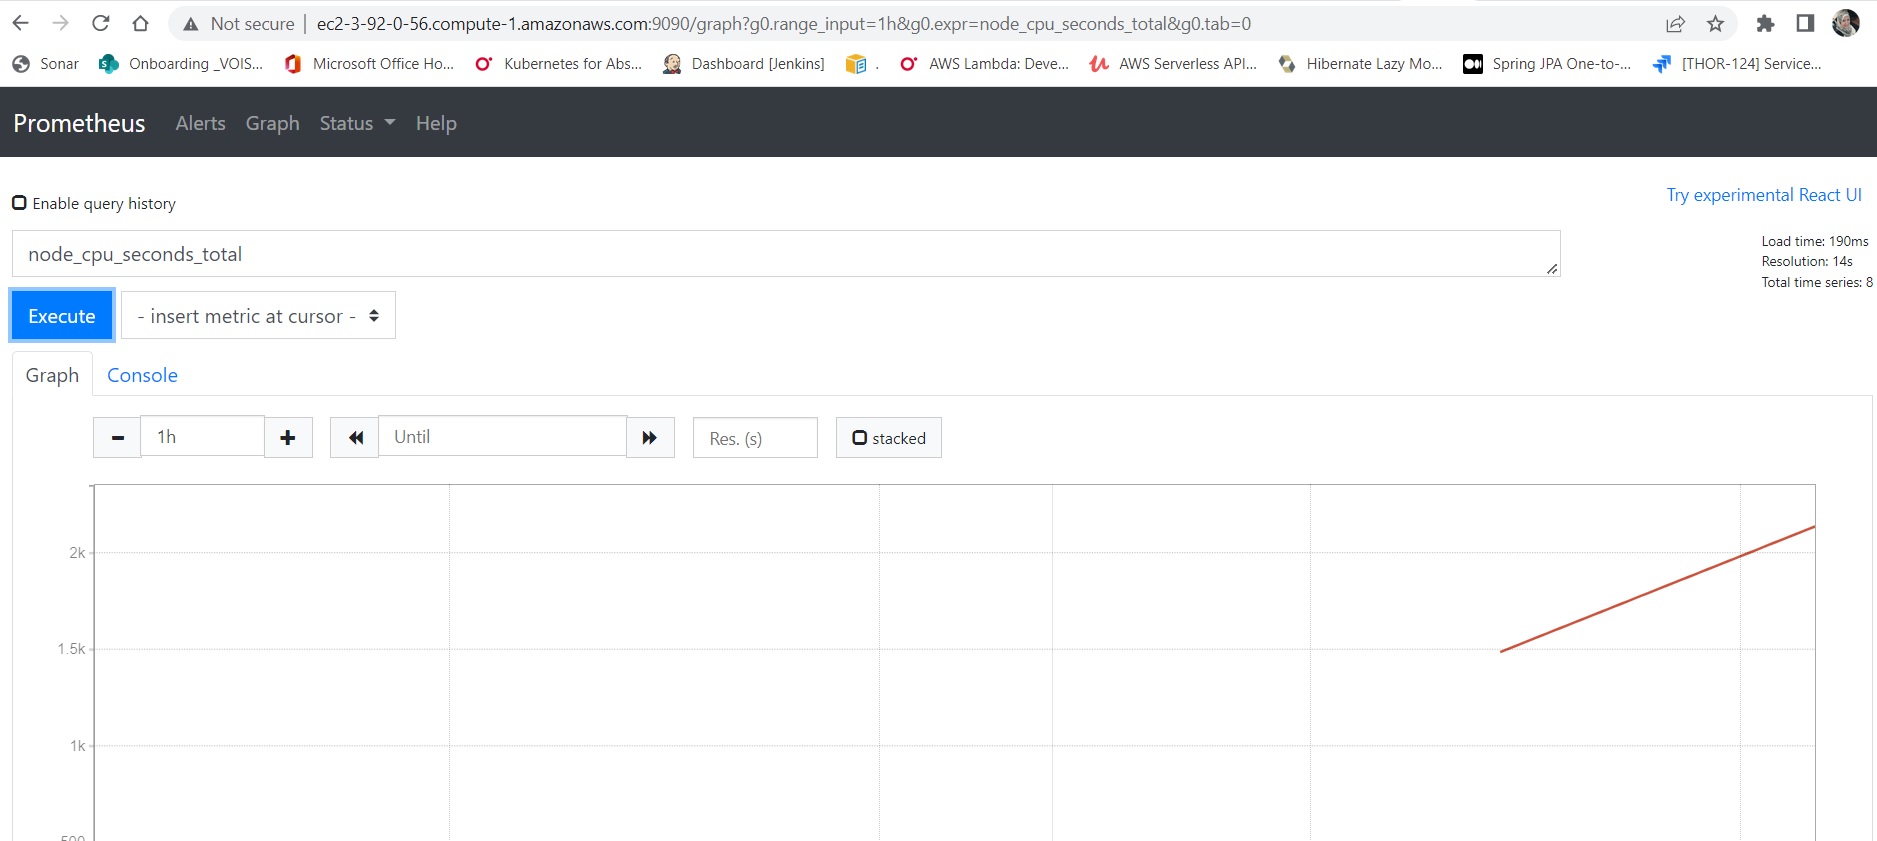 Not secure | ec2-3-92-0-56.compute-1.amazonaws.com:9090/graph?g0.range_input=1h&g0.expr=node_cpu_seconds_total&g0.tab=0
Sonar Onboarding _VOIS... Microsoft Office Ho... Kubernetes for Abs... Dashboard [Jenkins] . AWS Lambda: Deve... AWS Serverless API... Hibernate Lazy Mo... Spring JPA One-to-... [THOR-124] Service...
Prometheus Alerts Graph Status Help
Enable query history
Try experimental React UI
node_cpu_seconds_total
Load time: 190ms
Resolution: 14s
Total time series: 8
Execute - insert metric at cursor -
Graph Console
1h Until Res. (s) stacked
2k
1.5k
1k
500